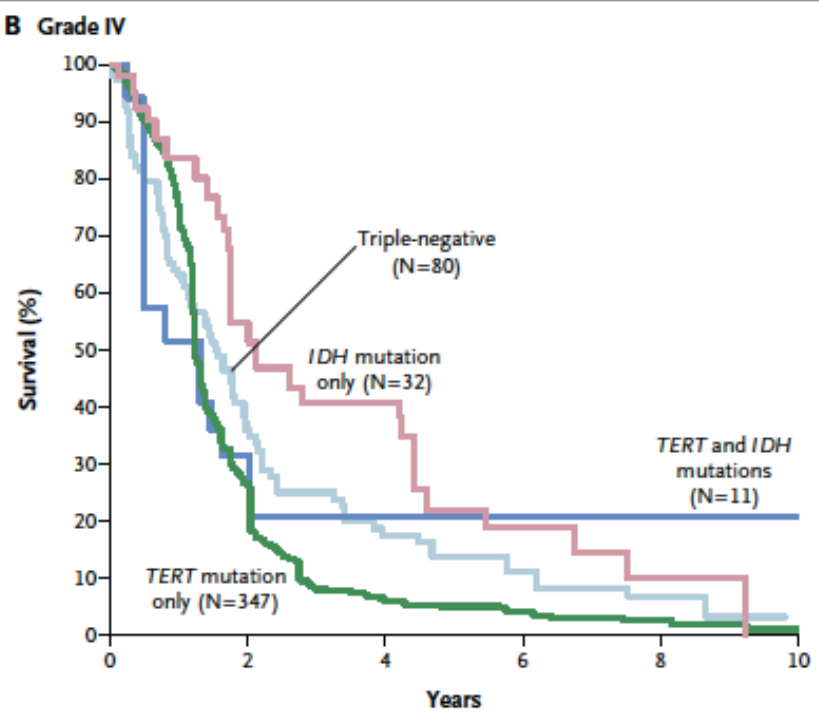 B Grade IV
100
90
80
70
60
50
40
30
20
10
0
Survival (%)
Triple-negative
(N=80)
IDH mutation
only (N=32)
TERT and IDH
mutations
(N=11)
TERT mutation
only (N=347)
0 2 4 6 8 10
Years